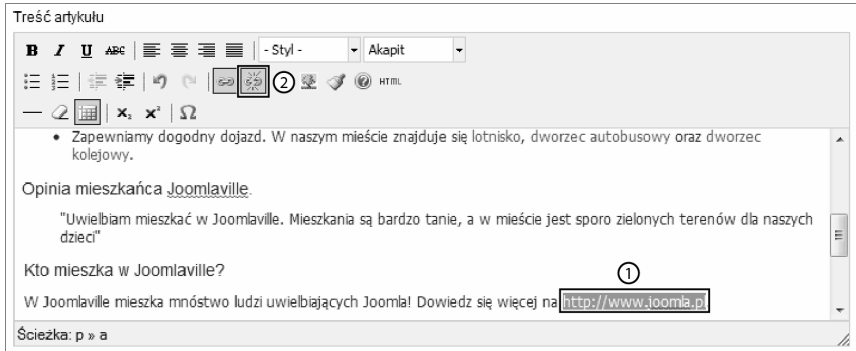 Treść artykułu
B I U ABC - Styl - Akapit
2 HTML
x₂ x² Ω
• Zapewniamy dogodny dojazd. W naszym mieście znajduje się lotnisko, dworzec autobusowy oraz dworzec
kolejowy.
Opinia mieszkańca Joomlaville.
"Uwielbiam mieszkać w Joomlaville. Mieszkania są bardzo tanie, a w mieście jest sporo zielonych terenów dla naszych
dzieci"
Kto mieszka w Joomlaville?
1
W Joomlaville mieszka mnóstwo ludzi uwielbiających Joomla! Dowiedz się więcej na http://www.joomla.pl
Ścieżka: p » a